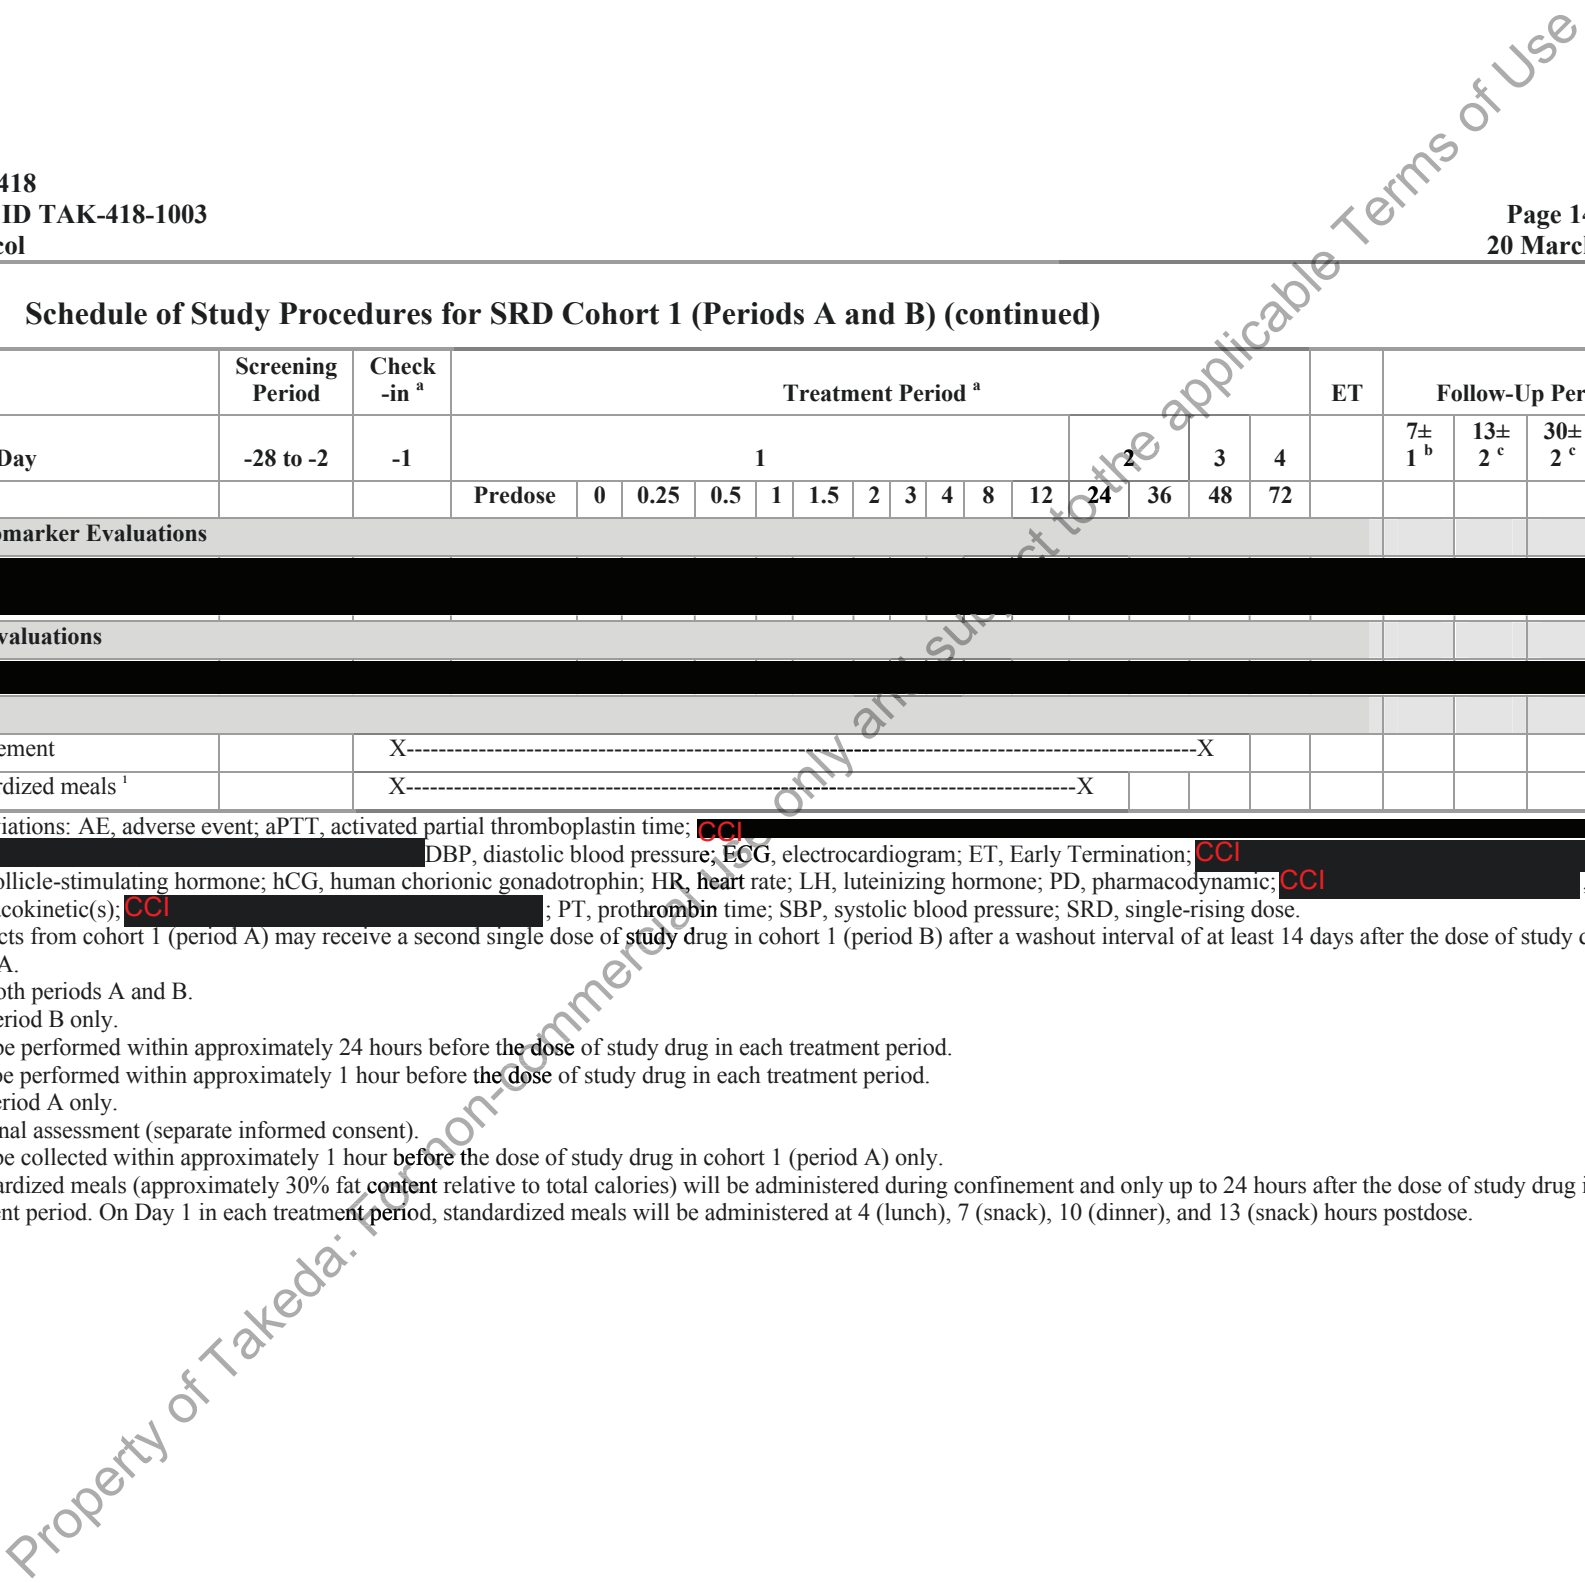 418
ID TAK-418-1003
Page 14
col
20 March
Schedule of Study Procedures for SRD Cohort 1 (Periods A and B) (continued)
Screening Period Check -in a Treatment Period a ET Follow-Up Per
Day -28 to -2 -1 1 2 3 4 7± 1 b 13± 2 c 30± 2 c
Predose 0 0.25 0.5 1 1.5 2 3 4 8 12 24 36 48 72
omarker Evaluations
valuations
ement X---X
rdized meals 1 X---X
viations: AE, adverse event; aPTT, activated partial thromboplastin time; CCI
DBP, diastolic blood pressure; ECG, electrocardiogram; ET, Early Termination; CCI
ollicle-stimulating hormone; hCG, human chorionic gonadotrophin; HR, heart rate; LH, luteinizing hormone; PD, pharmacodynamic; CCI ,
cokinetic(s); CCI ; PT, prothrombin time; SBP, systolic blood pressure; SRD, single-rising dose.
cts from cohort 1 (period A) may receive a second single dose of study drug in cohort 1 (period B) after a washout interval of at least 14 days after the dose of study d
A.
oth periods A and B.
eriod B only.
be performed within approximately 24 hours before the dose of study drug in each treatment period.
be performed within approximately 1 hour before the dose of study drug in each treatment period.
eriod A only.
nal assessment (separate informed consent).
be collected within approximately 1 hour before the dose of study drug in cohort 1 (period A) only.
ardized meals (approximately 30% fat content relative to total calories) will be administered during confinement and only up to 24 hours after the dose of study drug i
ent period. On Day 1 in each treatment period, standardized meals will be administered at 4 (lunch), 7 (snack), 10 (dinner), and 13 (snack) hours postdose.
Property of Takeda: For non-commercial use only and subject to the applicable Terms of Use